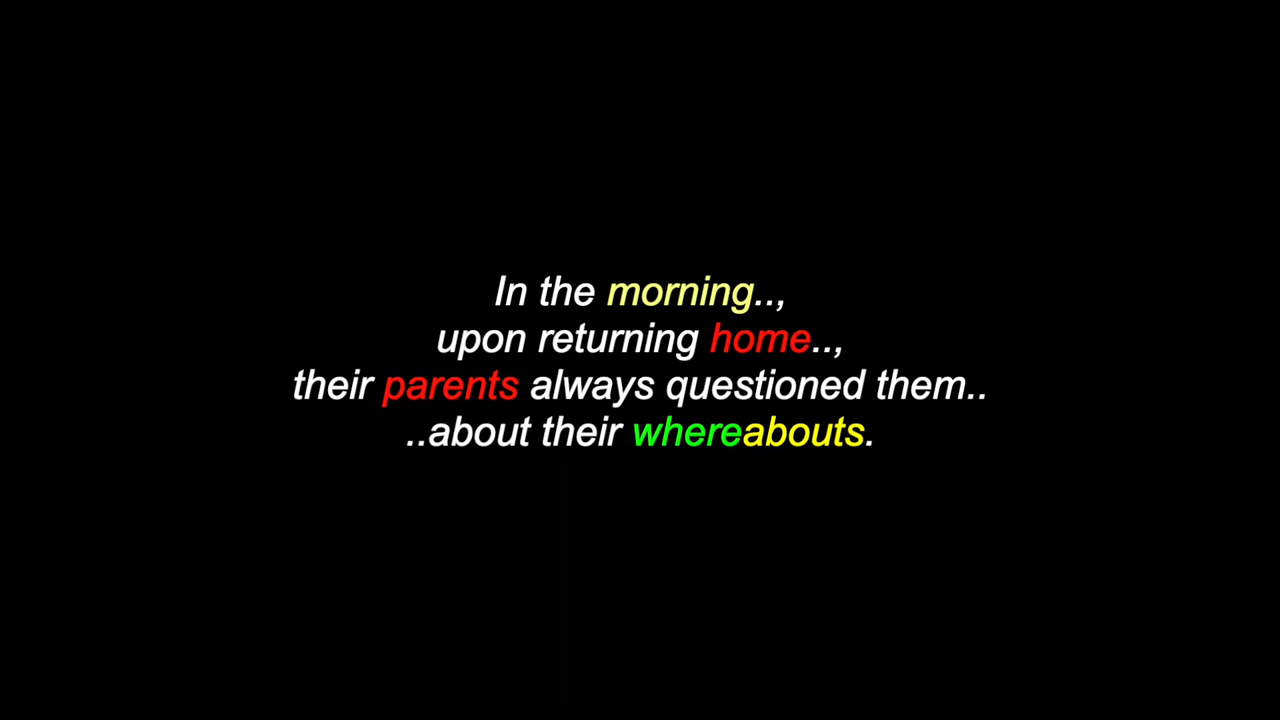 In the morning..,
upon returning home..,
their parents always questioned them..
..about their whereabouts.